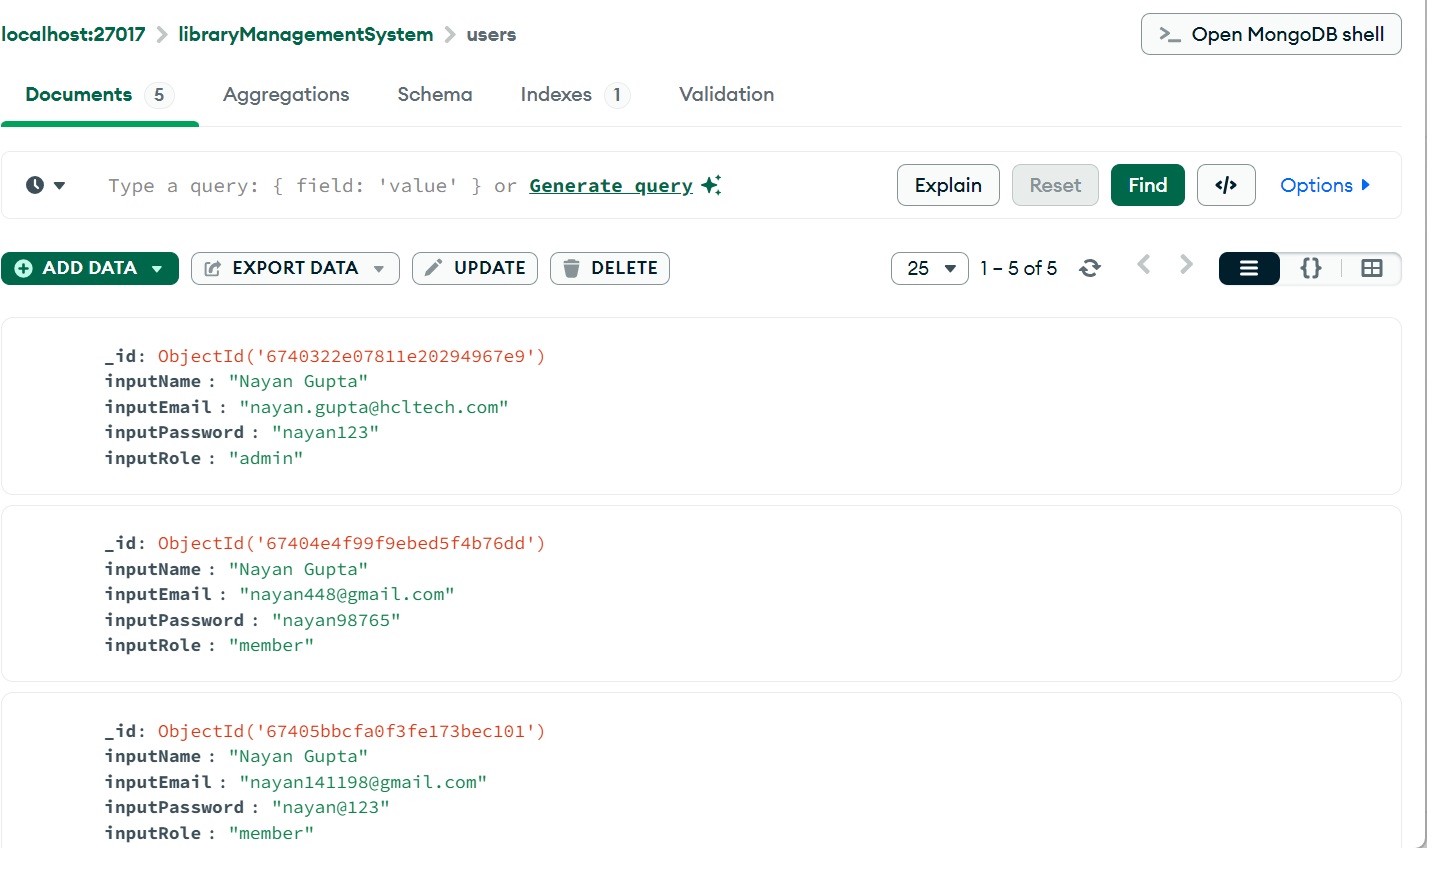 localhost:27017 > libraryManagementSystem > users
>_ Open MongoDB shell
Documents 5 Aggregations Schema Indexes 1 Validation
Type a query: { field: 'value' } or Generate query
Explain Reset Find </> Options
ADD DATA EXPORT DATA UPDATE DELETE
25 1 – 5 of 5 {}
_id: ObjectId('6740322e07811e20294967e9')
inputName : "Nayan Gupta"
inputEmail : "nayan.gupta@hcltech.com"
inputPassword : "nayan123"
inputRole : "admin"
_id: ObjectId('67404e4f99f9ebed5f4b76dd')
inputName : "Nayan Gupta"
inputEmail : "nayan448@gmail.com"
inputPassword : "nayan98765"
inputRole : "member"
_id: ObjectId('67405bbcfa0f3fe173bec101')
inputName : "Nayan Gupta"
inputEmail : "nayan141198@gmail.com"
inputPassword : "nayan@123"
inputRole : "member"